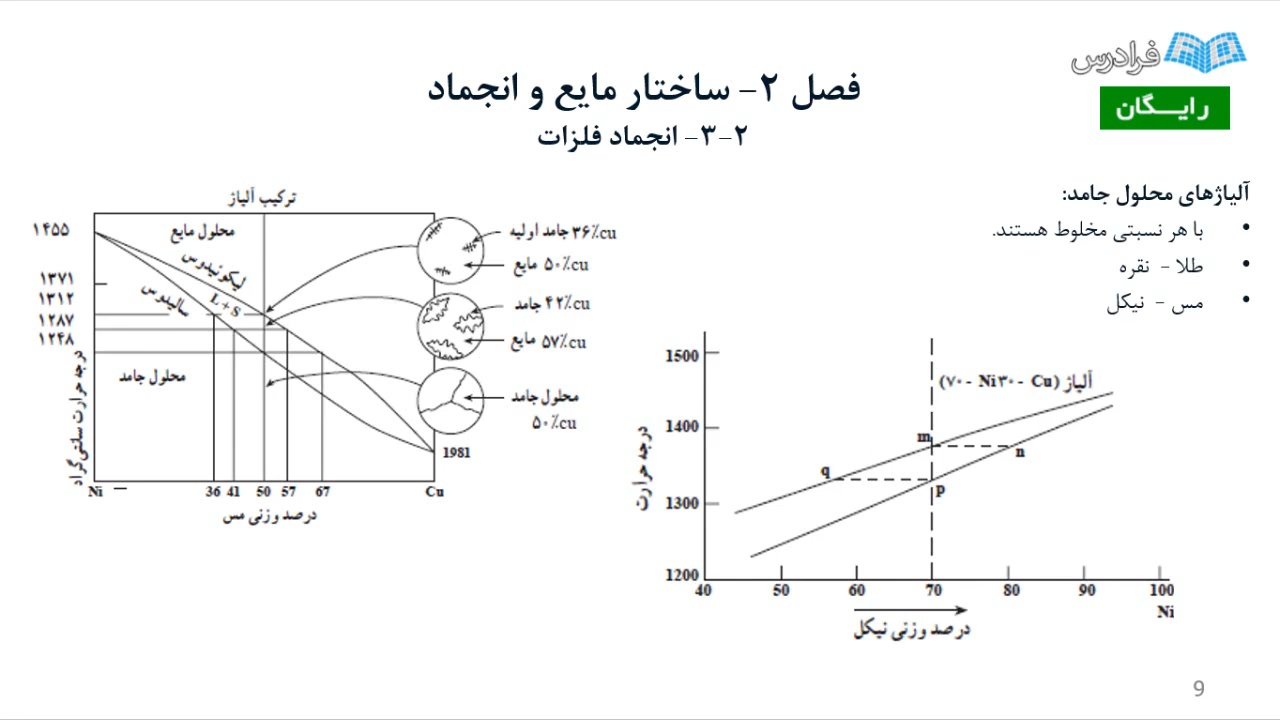 فرادرس
رایـــگان
فصل ۲- ساختار مایع و انجماد
۲-۳- انجماد فلزات
آلیاژهای محلول جامد:
• با هر نسبتی مخلوط هستند.
• طلا - نقره
• مس - نیکل
ترکیب آلیاژ
۱۴۵۵
۱۳۷۱
۱۳۱۲
۱۲۸۷
۱۲۴۸
درجه حرارت سانتی‌گراد
محلول مایع
لیکوئیدوس
سالیدوس
L + S
محلول جامد
جامد اولیه ۳۶٪cu
مایع ۵۰٪cu
جامد ۴۲٪cu
مایع ۵۷٪cu
محلول جامد
۵۰٪cu
1981
Ni 36 41 50 57 67 Cu
درصد وزنی مس
1500
1400
1300
1200
درجه حرارت
آلیاژ (۷۰- Ni۳۰- Cu)
m
n
q
p
40 50 60 70 80 90 100
Ni
درصد وزنی نیکل
9